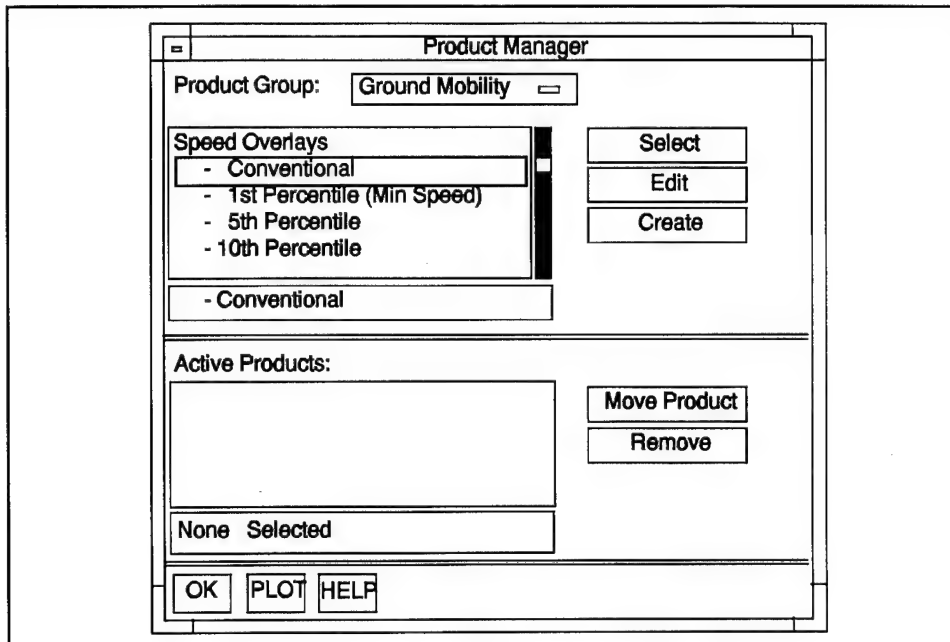 Product Manager
Product Group: Ground Mobility
Speed Overlays
- Conventional
- 1st Percentile (Min Speed)
- 5th Percentile
- 10th Percentile
- Conventional
Select
Edit
Create
Active Products:
None Selected
Move Product
Remove
OK PLOT HELP